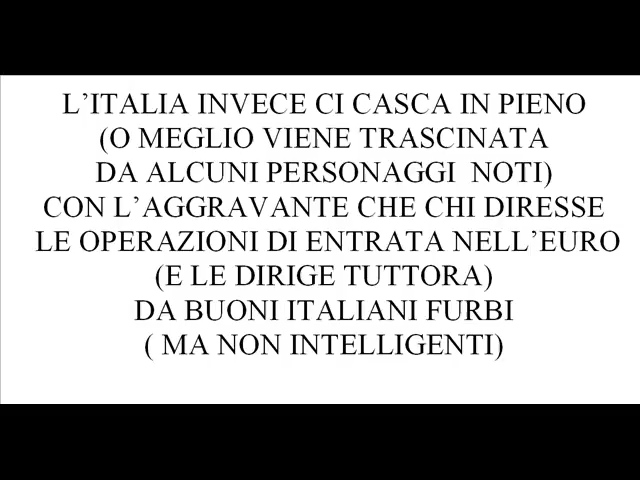 L'ITALIA INVECE CI CASCA IN PIENO
(O MEGLIO VIENE TRASCINATA
DA ALCUNI PERSONAGGI  NOTI)
CON L'AGGRAVANTE CHE CHI DIRESSE
LE OPERAZIONI DI ENTRATA NELL'EURO
(E LE DIRIGE TUTTORA)
DA BUONI ITALIANI FURBI
( MA NON INTELLIGENTI)